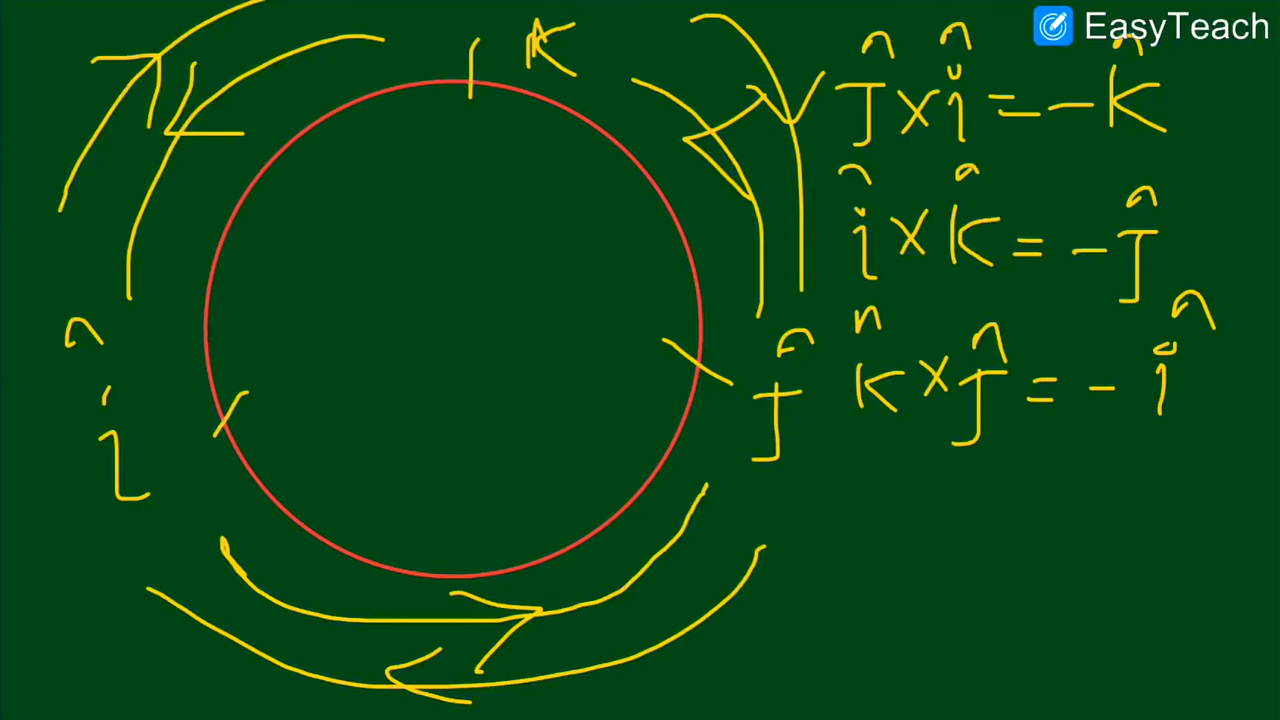 EasyTeach
K
ĵ × î = - k̂
î × k̂ = - ĵ
k̂ × ĵ = - î
î
ĵ